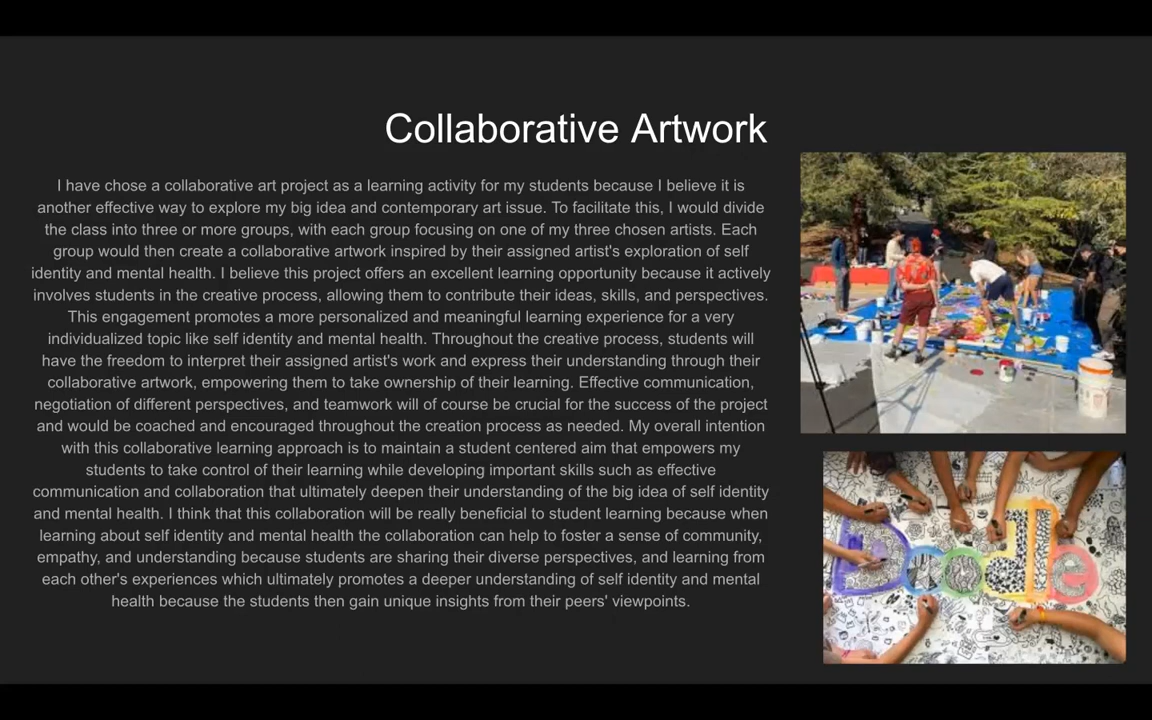 Collaborative Artwork
I have chose a collaborative art project as a learning activity for my students because I believe it is
another effective way to explore my big idea and contemporary art issue. To facilitate this, I would divide
the class into three or more groups, with each group focusing on one of my three chosen artists. Each
group would then create a collaborative artwork inspired by their assigned artist's exploration of self
identity and mental health. I believe this project offers an excellent learning opportunity because it actively
involves students in the creative process, allowing them to contribute their ideas, skills, and perspectives.
This engagement promotes a more personalized and meaningful learning experience for a very
individualized topic like self identity and mental health. Throughout the creative process, students will
have the freedom to interpret their assigned artist's work and express their understanding through their
collaborative artwork, empowering them to take ownership of their learning. Effective communication,
negotiation of different perspectives, and teamwork will of course be crucial for the success of the project
and would be coached and encouraged throughout the creation process as needed. My overall intention
with this collaborative learning approach is to maintain a student centered aim that empowers my
students to take control of their learning while developing important skills such as effective
communication and collaboration that ultimately deepen their understanding of the big idea of self identity
and mental health. I think that this collaboration will be really beneficial to student learning because when
learning about self identity and mental health the collaboration can help to foster a sense of community,
empathy, and understanding because students are sharing their diverse perspectives, and learning from
each other's experiences which ultimately promotes a deeper understanding of self identity and mental
health because the students then gain unique insights from their peers' viewpoints.
Doodle